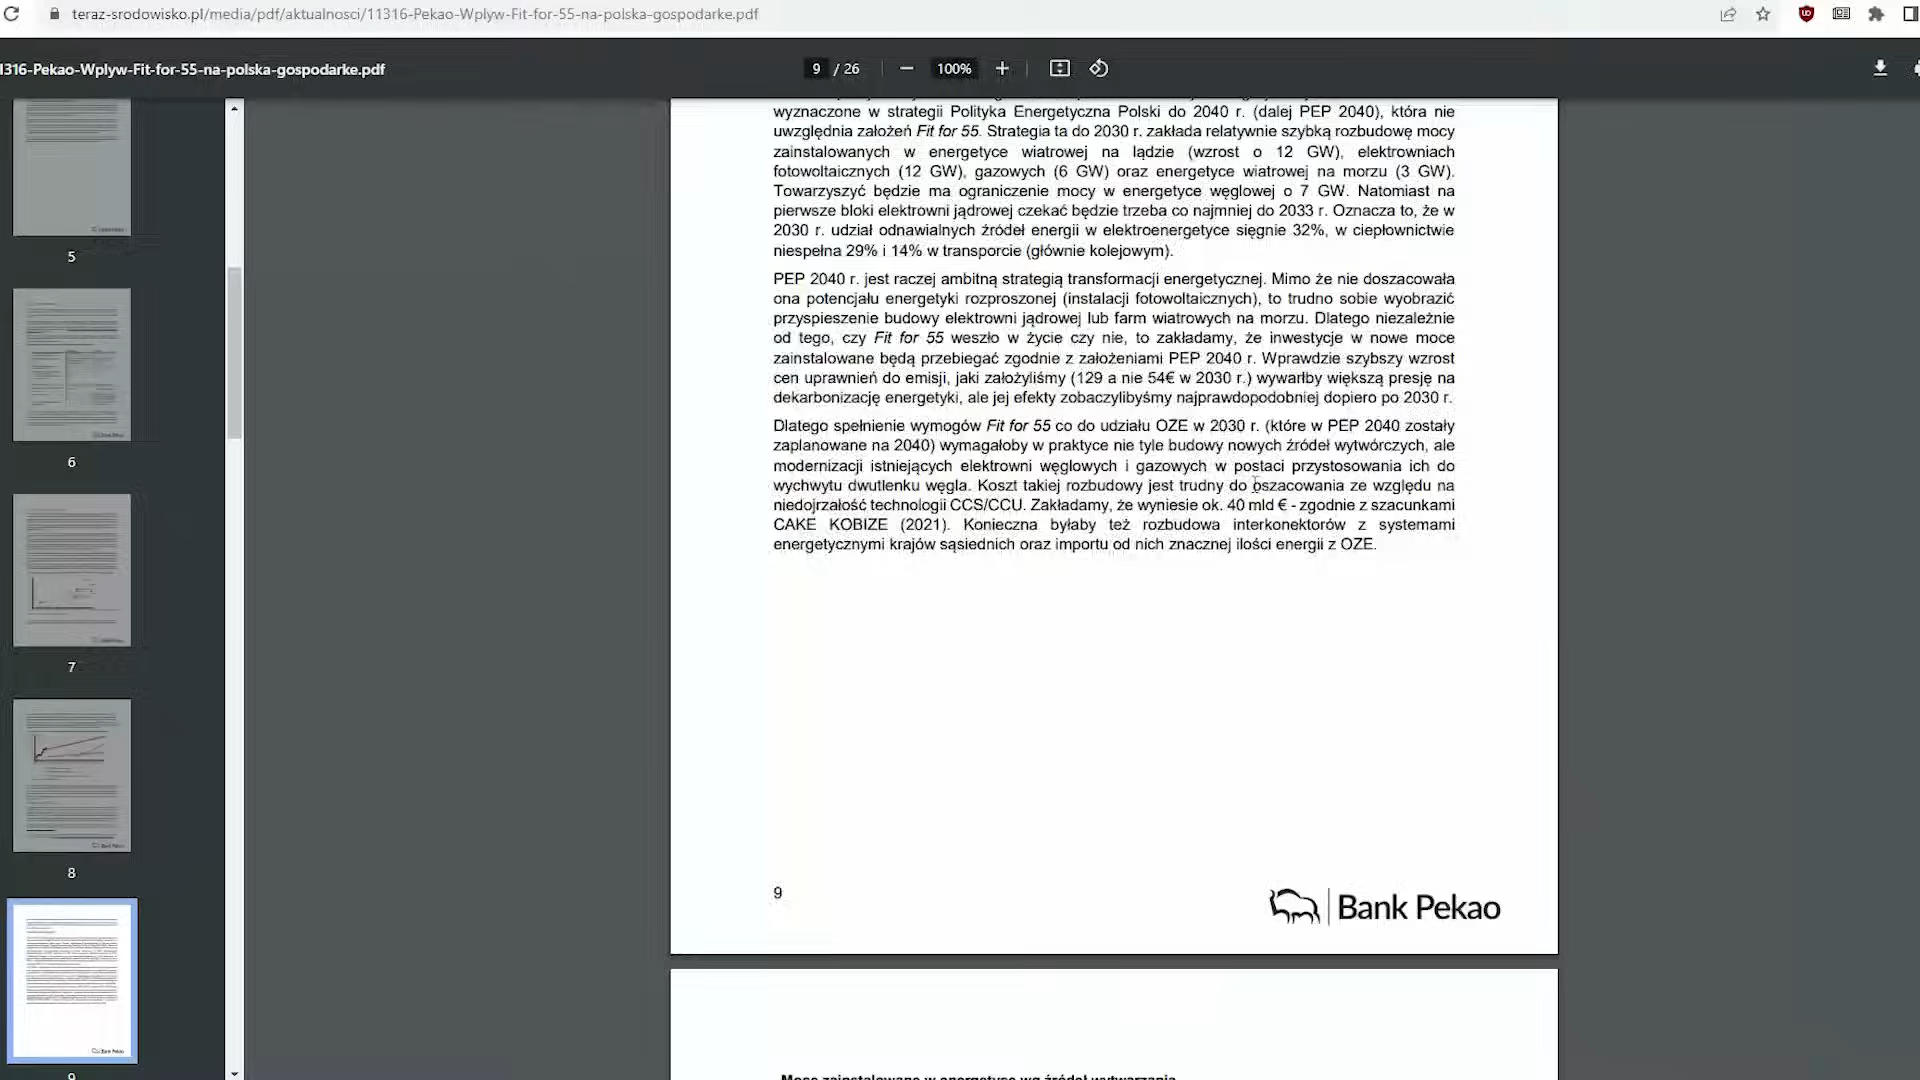 teraz-srodowisko.pl/media/pdf/aktualnosci/11316-Pekao-Wplyw-Fit-for-55-na-polska-gospodarke.pdf
1316-Pekao-Wplyw-Fit-for-55-na-polska-gospodarke.pdf
9 / 26
100%
wyznaczone w strategii Polityka Energetyczna Polski do 2040 r. (dalej PEP 2040), która nie
uwzględnia założeń Fit for 55. Strategia ta do 2030 r. zakłada relatywnie szybką rozbudowę mocy
zainstalowanych w energetyce wiatrowej na lądzie (wzrost o 12 GW), elektrowniach
fotowoltaicznych (12 GW), gazowych (6 GW) oraz energetyce wiatrowej na morzu (3 GW).
Towarzyszyć będzie ma ograniczenie mocy w energetyce węglowej o 7 GW. Natomiast na
pierwsze bloki elektrowni jądrowej czekać będzie trzeba co najmniej do 2033 r. Oznacza to, że w
2030 r. udział odnawialnych źródeł energii w elektroenergetyce sięgnie 32%, w ciepłownictwie
niespełna 29% i 14% w transporcie (głównie kolejowym).
PEP 2040 r. jest raczej ambitną strategią transformacji energetycznej. Mimo że nie doszacowała
ona potencjału energetyki rozproszonej (instalacji fotowoltaicznych), to trudno sobie wyobrazić
przyspieszenie budowy elektrowni jądrowej lub farm wiatrowych na morzu. Dlatego niezależnie
od tego, czy Fit for 55 weszło w życie czy nie, to zakładamy, że inwestycje w nowe moce
zainstalowane będą przebiegać zgodnie z założeniami PEP 2040 r. Wprawdzie szybszy wzrost
cen uprawnień do emisji, jaki założyliśmy (129 a nie 54€ w 2030 r.) wywarłby większą presję na
dekarbonizację energetyki, ale jej efekty zobaczylibyśmy najprawdopodobniej dopiero po 2030 r.
Dlatego spełnienie wymogów Fit for 55 co do udziału OZE w 2030 r. (które w PEP 2040 zostały
zaplanowane na 2040) wymagałoby w praktyce nie tyle budowy nowych źródeł wytwórczych, ale
modernizacji istniejących elektrowni węglowych i gazowych w postaci przystosowania ich do
wychwytu dwutlenku węgla. Koszt takiej rozbudowy jest trudny do oszacowania ze względu na
niedojrzałość technologii CCS/CCU. Zakładamy, że wyniesie ok. 40 mld € - zgodnie z szacunkami
CAKE KOBIZE (2021). Konieczna byłaby też rozbudowa interkonektorów z systemami
energetycznymi krajów sąsiednich oraz importu od nich znacznej ilości energii z OZE.
9
Bank Pekao
Moce zainstalowane w energetyce wg źródeł wytwarzania
5
6
7
8
9